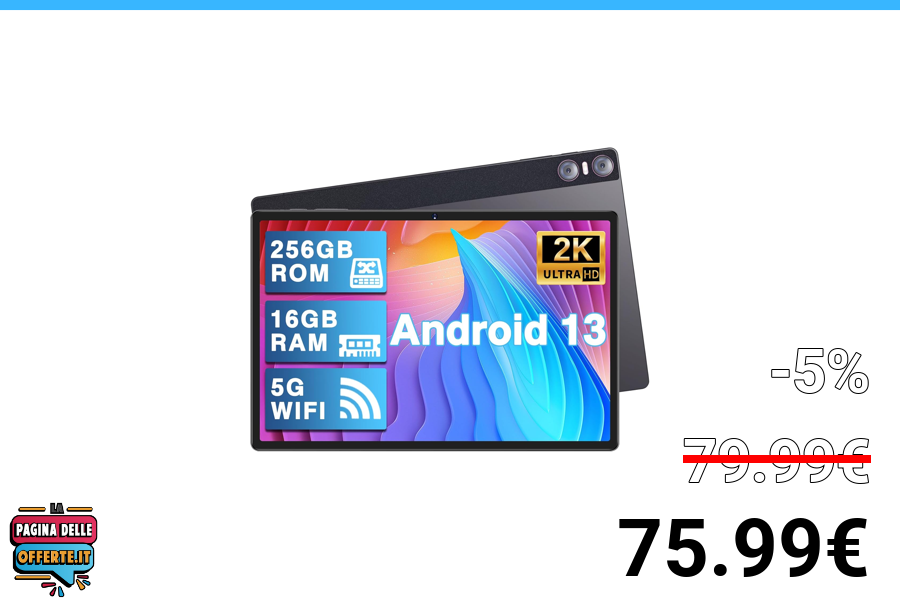 256GB
ROM
16GB
RAM
5G
WIFI
2K
ULTRA HD
Android 13
-5%
79.99€
75.99€
LA
PAGINA DELLE
OFFERTE.IT